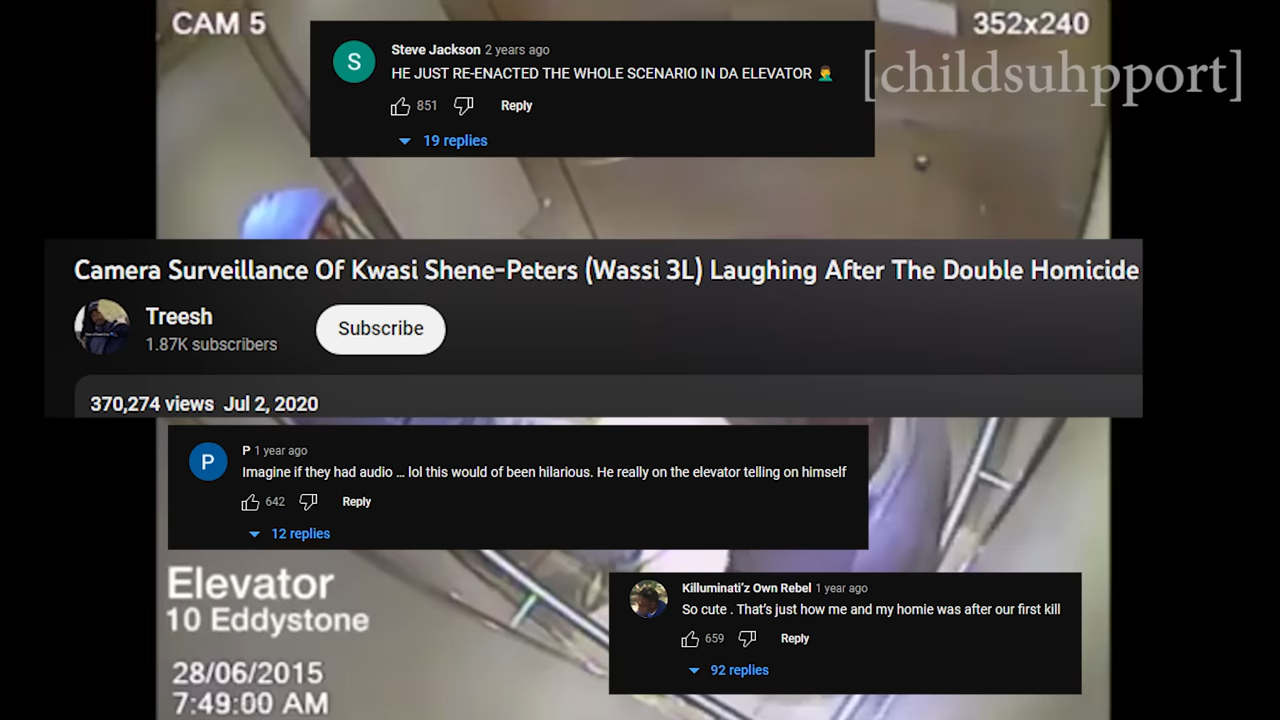 CAM 5
352x240
[childsuhpport]
S
Steve Jackson 2 years ago
HE JUST RE-ENACTED THE WHOLE SCENARIO IN DA ELEVATOR 🤦‍♂️
851 Reply
19 replies
Camera Surveillance Of Kwasi Shene-Peters (Wassi 3L) Laughing After The Double Homicide
Treesh
1.87K subscribers
Subscribe
370,274 views Jul 2, 2020
P
P 1 year ago
Imagine if they had audio ... lol this would of been hilarious. He really on the elevator telling on himself
642 Reply
12 replies
Elevator
10 Eddystone
28/06/2015
7:49:00 AM
Killuminati'z Own Rebel 1 year ago
So cute . That's just how me and my homie was after our first kill
659 Reply
92 replies